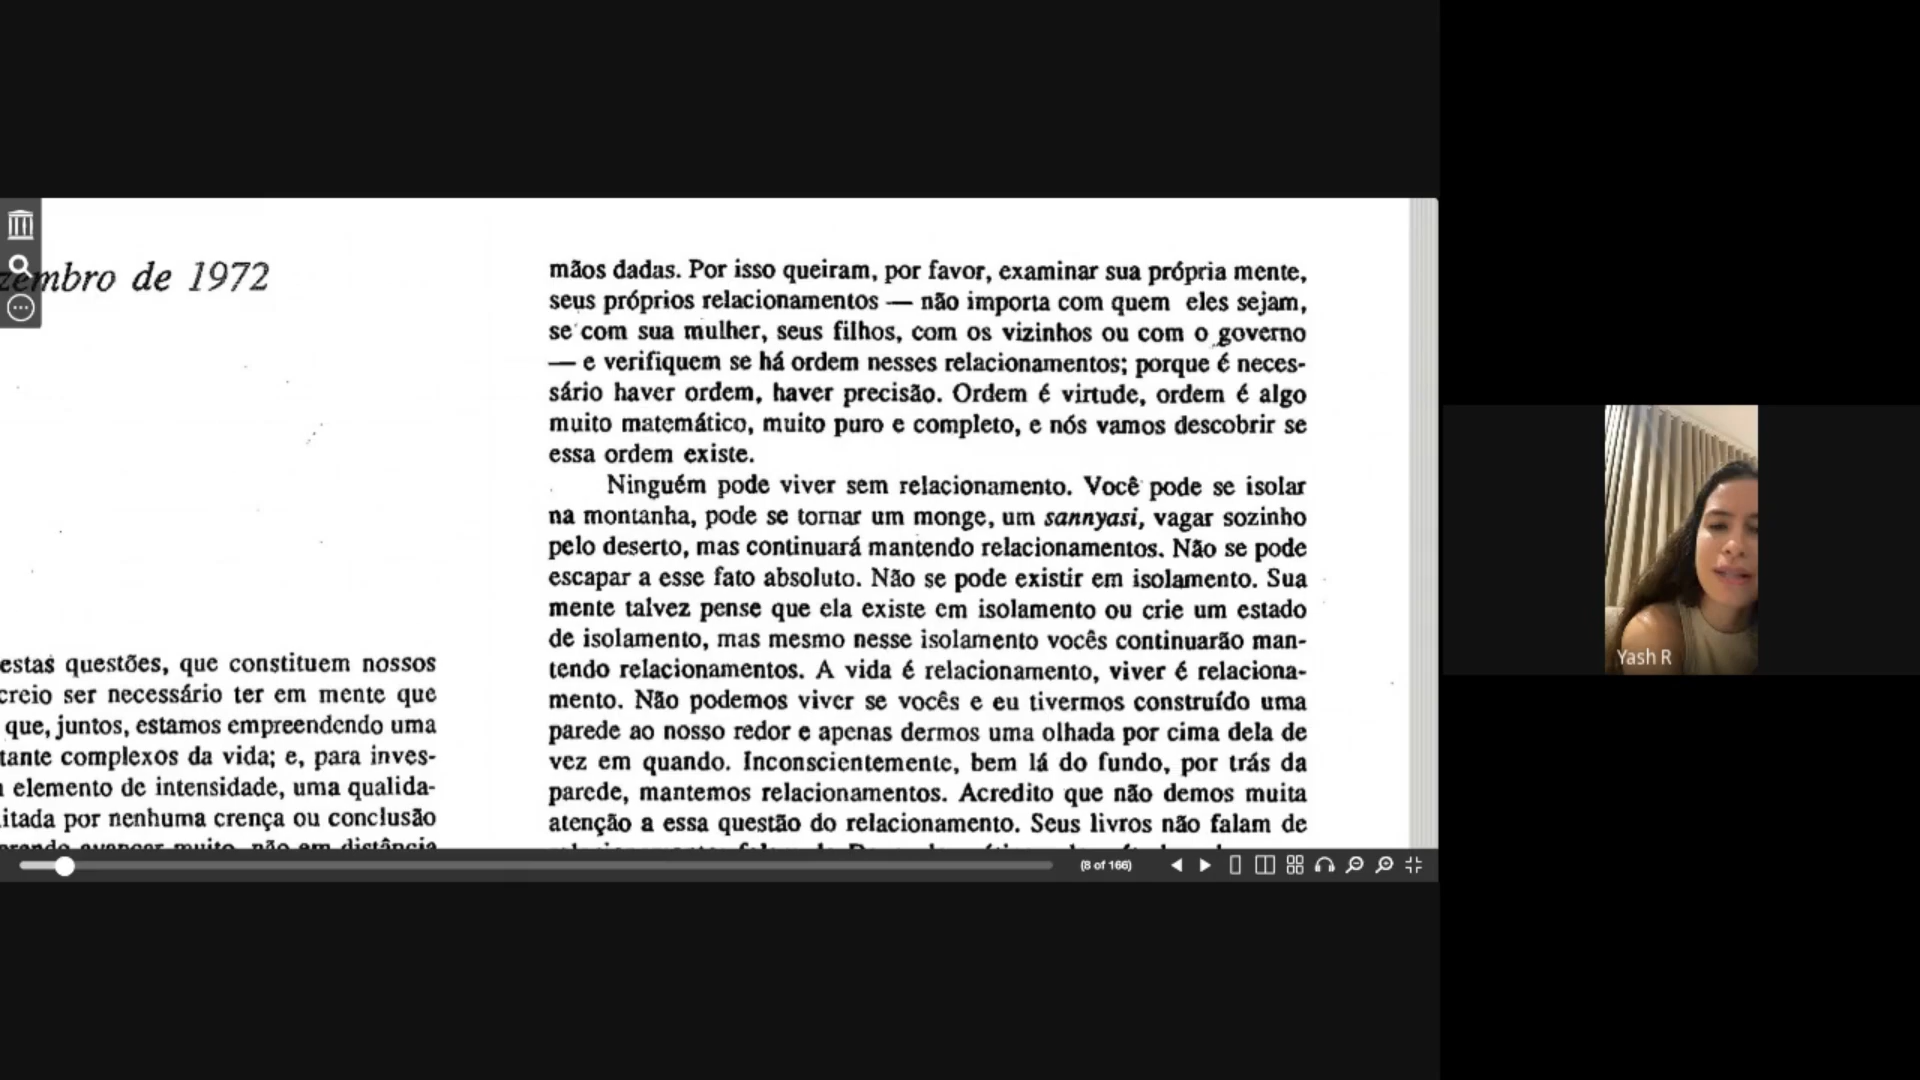 zembro de 1972
estas questões, que constituem nossos
creio ser necessário ter em mente que
que, juntos, estamos empreendendo uma
tante complexos da vida; e, para inves-
elemento de intensidade, uma qualida-
itada por nenhuma crença ou conclusão
avançar muito, não em distância
mãos dadas. Por isso queiram, por favor, examinar sua própria mente,
seus próprios relacionamentos — não importa com quem eles sejam,
se com sua mulher, seus filhos, com os vizinhos ou com o governo
— e verifiquem se há ordem nesses relacionamentos; porque é neces-
sário haver ordem, haver precisão. Ordem é virtude, ordem é algo
muito matemático, muito puro e completo, e nós vamos descobrir se
essa ordem existe.
Ninguém pode viver sem relacionamento. Você pode se isolar
na montanha, pode se tornar um monge, um sannyasi, vagar sozinho
pelo deserto, mas continuará mantendo relacionamentos. Não se pode
escapar a esse fato absoluto. Não se pode existir em isolamento. Sua
mente talvez pense que ela existe em isolamento ou crie um estado
de isolamento, mas mesmo nesse isolamento vocês continuarão man-
tendo relacionamentos. A vida é relacionamento, viver é relaciona-
mento. Não podemos viver se vocês e eu tivermos construído uma
parede ao nosso redor e apenas dermos uma olhada por cima dela de
vez em quando. Inconscientemente, bem lá do fundo, por trás da
parede, mantemos relacionamentos. Acredito que não demos muita
atenção a essa questão do relacionamento. Seus livros não falam de
(8 of 166)
Yash R